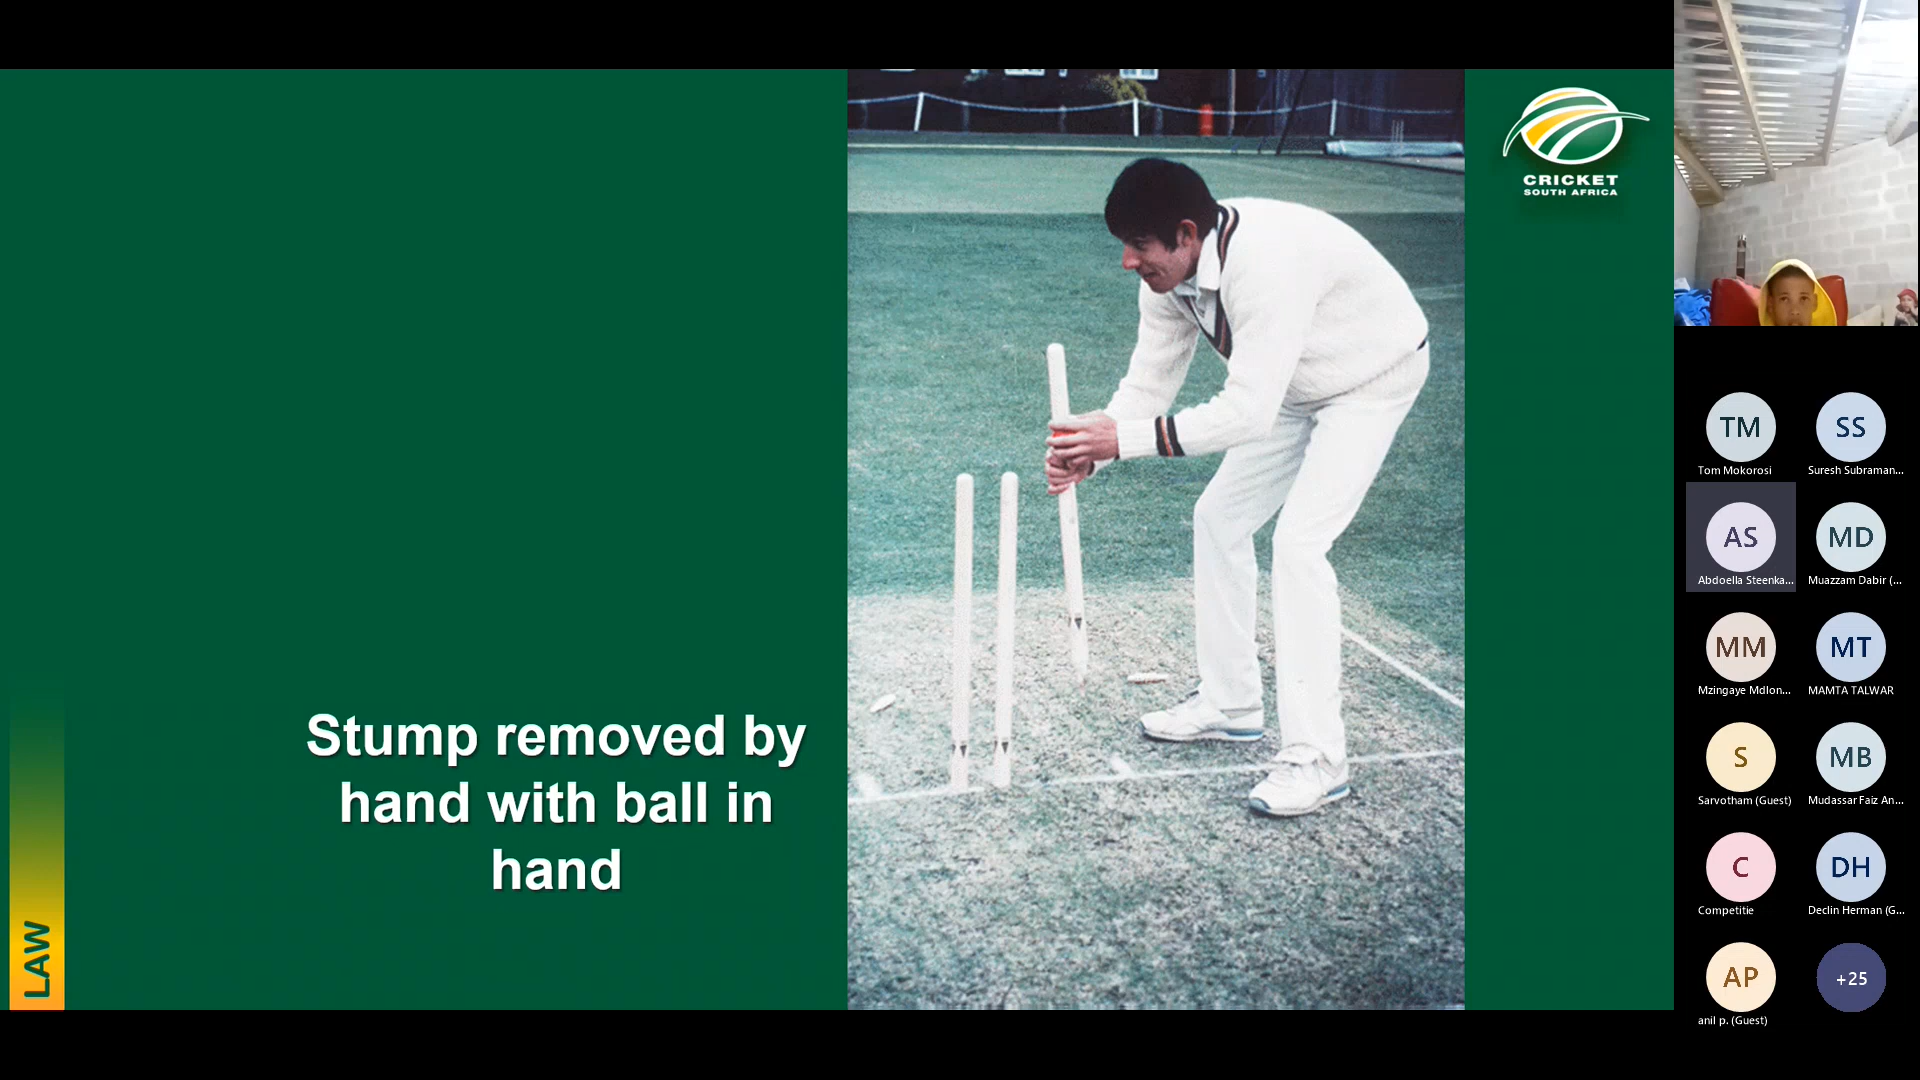 CRICKET
SOUTH AFRICA
Stump removed by
hand with ball in
hand
LAW
TM
Tom Mokorosi
SS
Suresh Subraman...
AS
Abdoella Steenka...
MD
Muazzam Dabir (...
MM
Mzingaye Mdlon...
MT
MAMTA TALWAR
S
Sarvotham (Guest)
MB
Mudassar Faiz An...
C
Competitie
DH
Declin Herman (G...
AP
anil p. (Guest)
+25